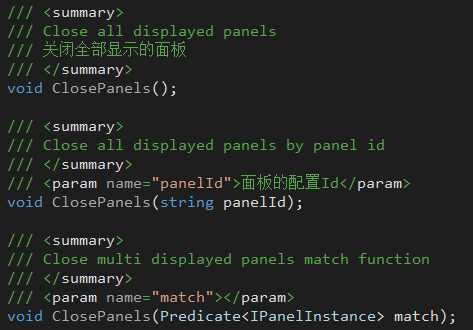 /// <summary>
/// Close all displayed panels
/// 关闭全部显示的面板
/// </summary>
void ClosePanels();
/// <summary>
/// Close all displayed panels by panel id
/// </summary>
/// <param name="panelId">面板的配置Id</param>
void ClosePanels(string panelId);
/// <summary>
/// Close multi displayed panels match function
/// </summary>
/// <param name="match"></param>
void ClosePanels(Predicate<IPanelInstance> match);